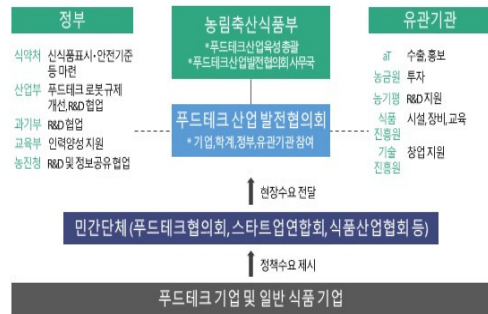 정부
식약처 신식품표시·안전기준
등 마련
산업부 푸드테크 로봇 규제
개선, R&D 협업
과기부 R&D 협업
교육부 인력양성 지원
농진청 R&D 및 정보공유 협업
농림축산식품부
* 푸드테크산업육성 총괄
* 푸드테크산업발전협의회 사무국
푸드테크 산업 발전협의회
* 기업, 학계, 정부, 유관기관 참여
유관기관
aT 수출, 홍보
농금원 투자
농기평 R&D 지원
식품 시설, 장비, 교육
진흥원
기술 창업 지원
진흥원
현장수요 전달
민간단체 (푸드테크협의회, 스타트업연합회, 식품산업협회 등)
정책수요 제시
푸드테크 기업 및 일반 식품 기업